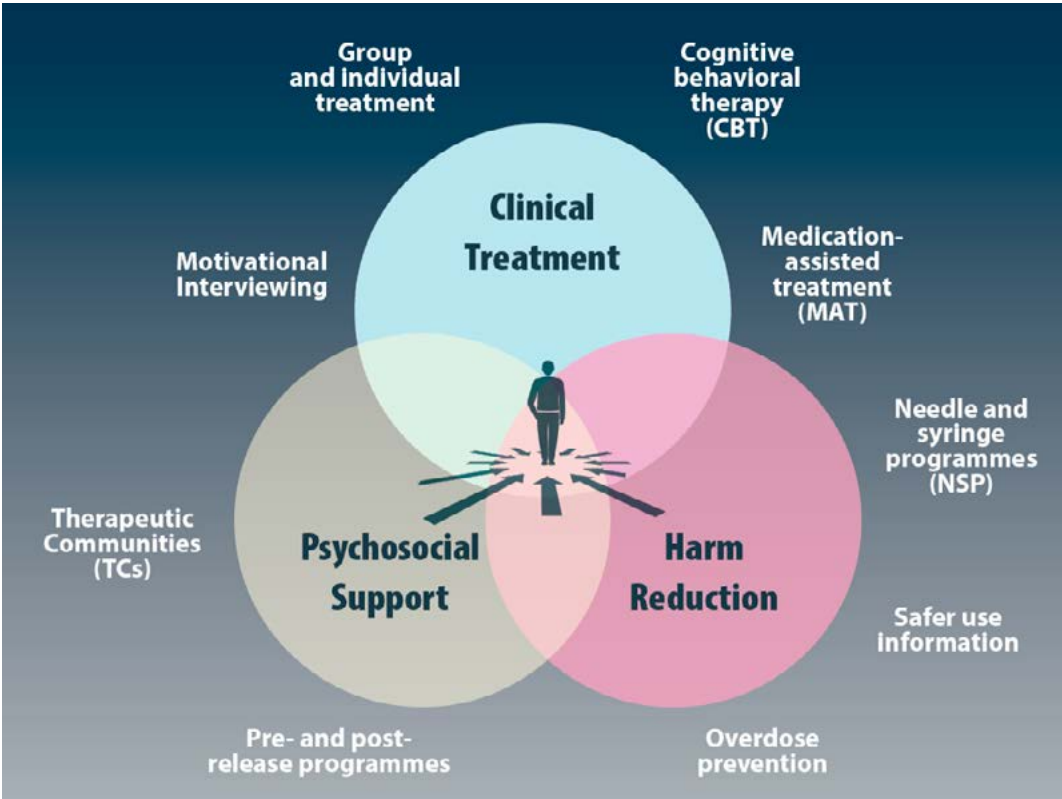 Group
and individual
treatment
Cognitive
behavioral
therapy
(CBT)
Clinical
Treatment
Motivational
Interviewing
Medication-
assisted
treatment
(MAT)
Needle and
syringe
programmes
(NSP)
Therapeutic
Communities
(TCs)
Psychosocial
Support
Harm
Reduction
Safer use
information
Pre- and post-
release programmes
Overdose
prevention